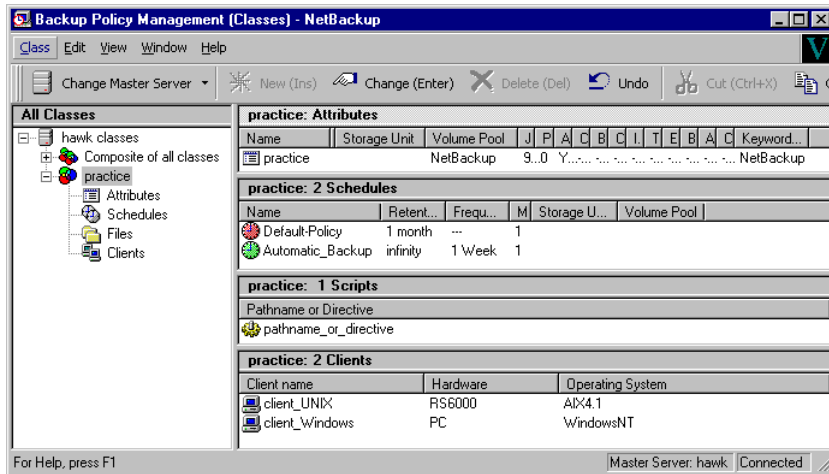 Backup Policy Management (Classes) - NetBackup
Class Edit View Window Help
Change Master Server New (Ins) Change (Enter) Delete (Del) Undo Cut (Ctrl+X)
All Classes
hawk classes
Composite of all classes
practice
Attributes
Schedules
Files
Clients
practice: Attributes
Name Storage Unit Volume Pool J P A C B C I. T E B A C Keyword...
practice NetBackup 9... 0 Y... -... -... -... -... -... -... -... -... NetBackup
practice: 2 Schedules
Name Retent... Frequ... M Storage U... Volume Pool
Default-Policy 1 month --- 1
Automatic_Backup infinity 1 Week 1
practice: 1 Scripts
Pathname or Directive
pathname_or_directive
practice: 2 Clients
Client name Hardware Operating System
client_UNIX RS6000 AIX4.1
client_Windows PC WindowsNT
For Help, press F1 Master Server: hawk Connected